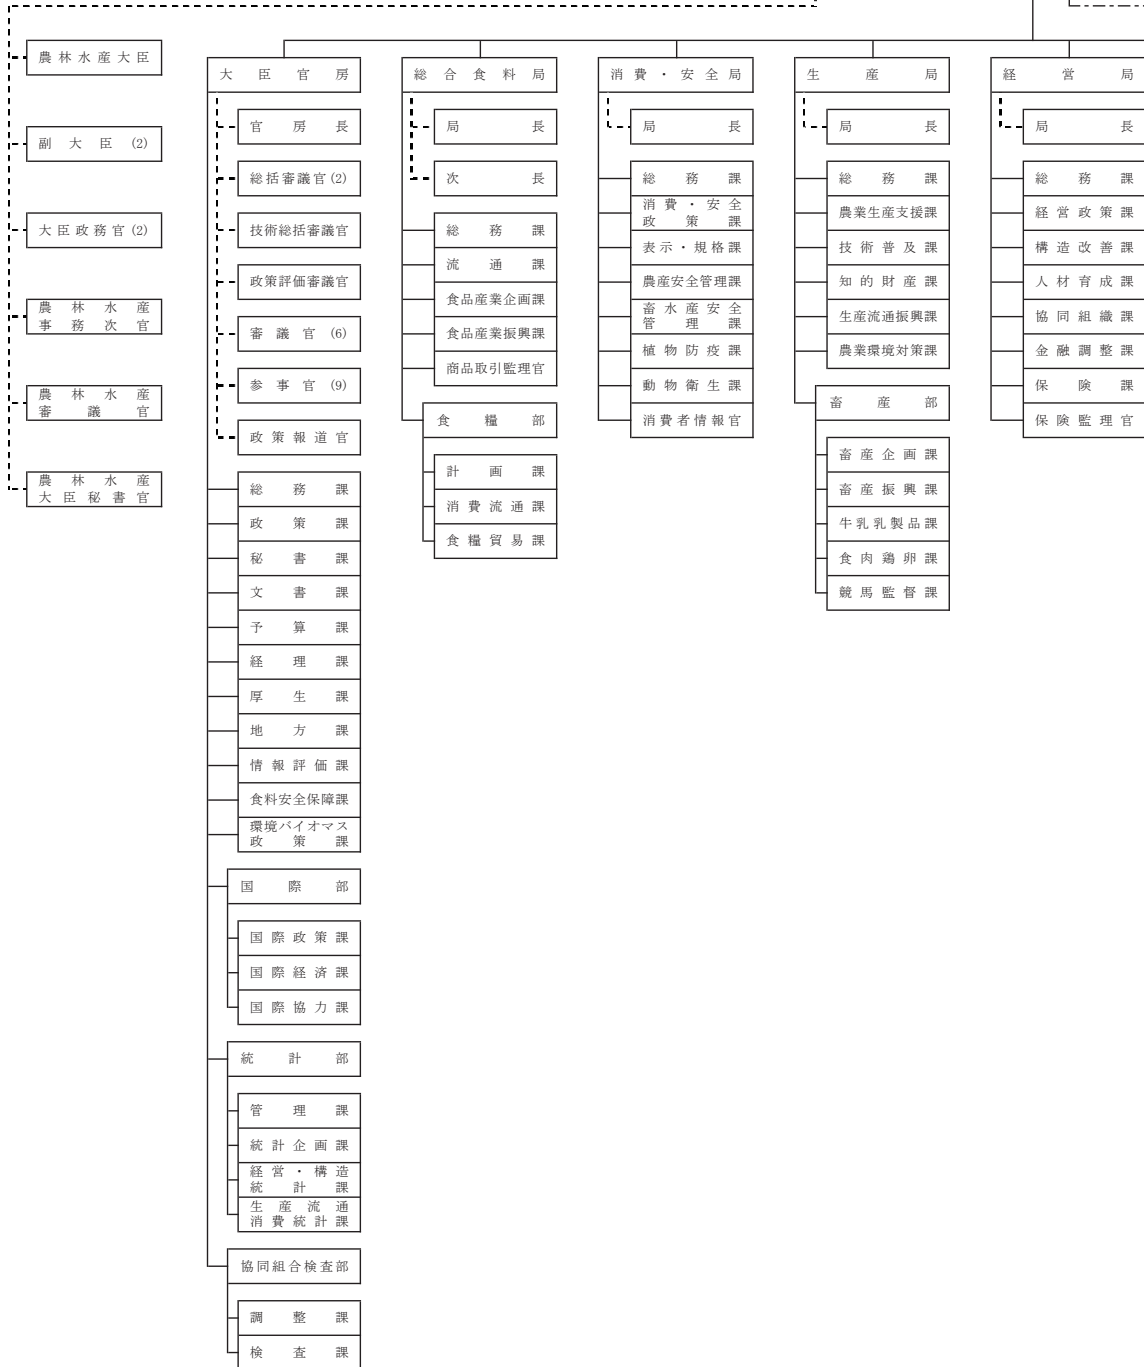 農林水産大臣
副大臣(2)
大臣政務官(2)
農林水産
事務次官
農林水産
審議官
農林水産
大臣秘書官
大臣官房
官房長
総括審議官(2)
技術総括審議官
政策評価審議官
審議官(6)
参事官(9)
政策報道官
総務課
政策課
秘書課
文書課
予算課
経理課
厚生課
地方課
情報評価課
食料安全保障課
環境バイオマス
政策課
国際部
国際政策課
国際経済課
国際協力課
統計部
管理課
統計企画課
経営・構造
統計課
生産流通
消費統計課
協同組合検査部
調整課
検査課
総合食料局
局長
次長
総務課
流通課
食品産業企画課
食品産業振興課
商品取引監理官
食糧部
計画課
消費流通課
食糧貿易課
消費・安全局
局長
総務課
消費・安全
政策課
表示・規格課
農産安全管理課
畜水産安全
管理課
植物防疫課
動物衛生課
消費者情報官
生産局
局長
総務課
農業生産支援課
技術普及課
知的財産課
生産流通振興課
農業環境対策課
畜産部
畜産企画課
畜産振興課
牛乳乳製品課
食肉鶏卵課
競馬監督課
経営局
局長
総務課
経営政策課
構造改善課
人材育成課
協同組織課
金融調整課
保険課
保険監理官